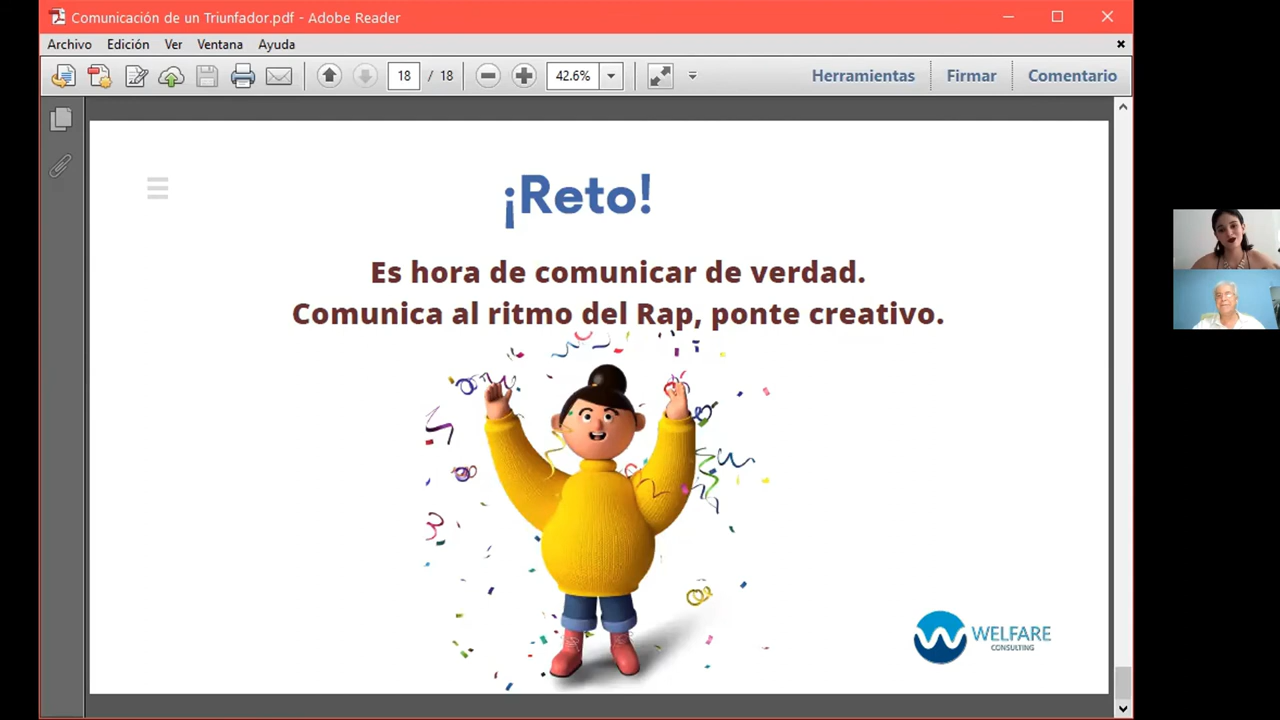 Comunicación de un Triunfador.pdf - Adobe Reader
Archivo Edición Ver Ventana Ayuda
18 / 18 42.6% Herramientas Firmar Comentario
¡Reto!
Es hora de comunicar de verdad.
Comunica al ritmo del Rap, ponte creativo.
WELFARE
CONSULTING